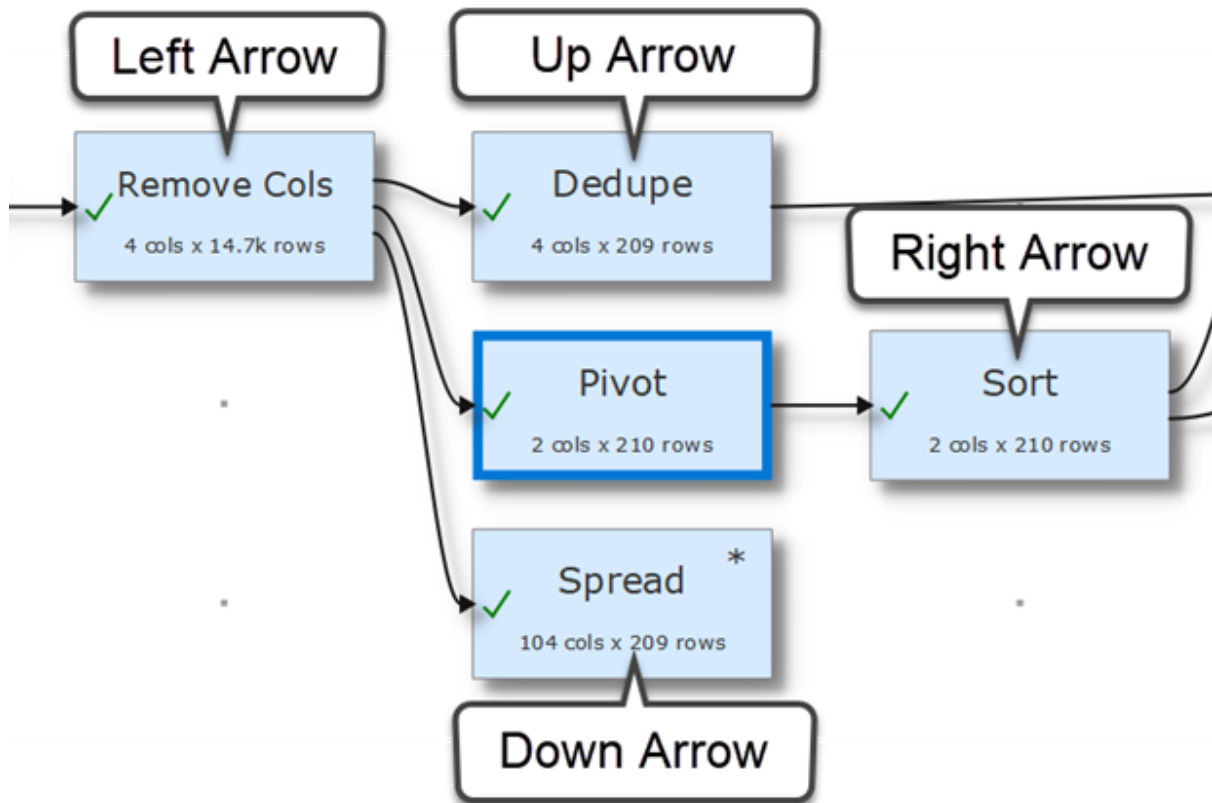 Left Arrow
Up Arrow
Remove Cols
4 cols x 14.7k rows
Dedupe
4 cols x 209 rows
Right Arrow
Pivot
2 cols x 210 rows
Sort
2 cols x 210 rows
Spread *
104 cols x 209 rows
Down Arrow